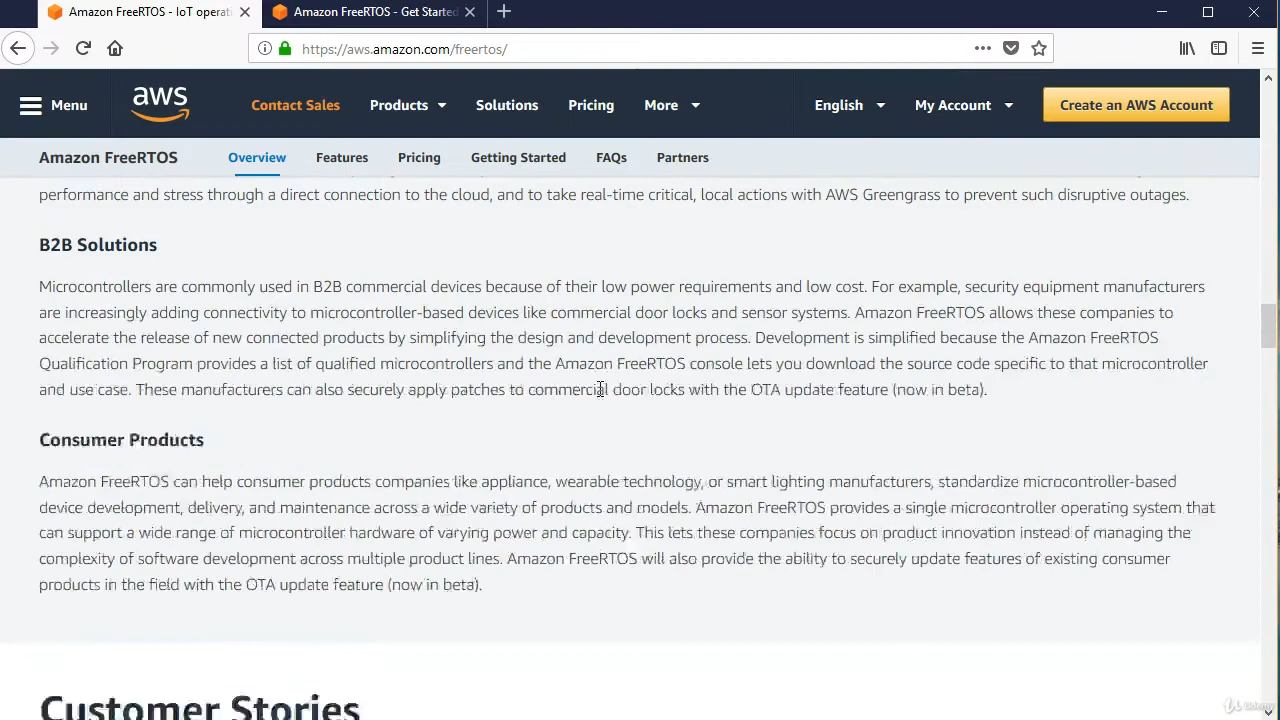 Amazon FreeRTOS - IoT operati
Amazon FreeRTOS - Get Started
https://aws.amazon.com/freertos/
Menu
aws
Contact Sales
Products
Solutions
Pricing
More
English
My Account
Create an AWS Account
Amazon FreeRTOS
Overview
Features
Pricing
Getting Started
FAQs
Partners
performance and stress through a direct connection to the cloud, and to take real-time critical, local actions with AWS Greengrass to prevent such disruptive outages.
B2B Solutions
Microcontrollers are commonly used in B2B commercial devices because of their low power requirements and low cost. For example, security equipment manufacturers
are increasingly adding connectivity to microcontroller-based devices like commercial door locks and sensor systems. Amazon FreeRTOS allows these companies to
accelerate the release of new connected products by simplifying the design and development process. Development is simplified because the Amazon FreeRTOS
Qualification Program provides a list of qualified microcontrollers and the Amazon FreeRTOS console lets you download the source code specific to that microcontroller
and use case. These manufacturers can also securely apply patches to commercial door locks with the OTA update feature (now in beta).
Consumer Products
Amazon FreeRTOS can help consumer products companies like appliance, wearable technology, or smart lighting manufacturers, standardize microcontroller-based
device development, delivery, and maintenance across a wide variety of products and models. Amazon FreeRTOS provides a single microcontroller operating system that
can support a wide range of microcontroller hardware of varying power and capacity. This lets these companies focus on product innovation instead of managing the
complexity of software development across multiple product lines. Amazon FreeRTOS will also provide the ability to securely update features of existing consumer
products in the field with the OTA update feature (now in beta).
Customer Stories
Udemy